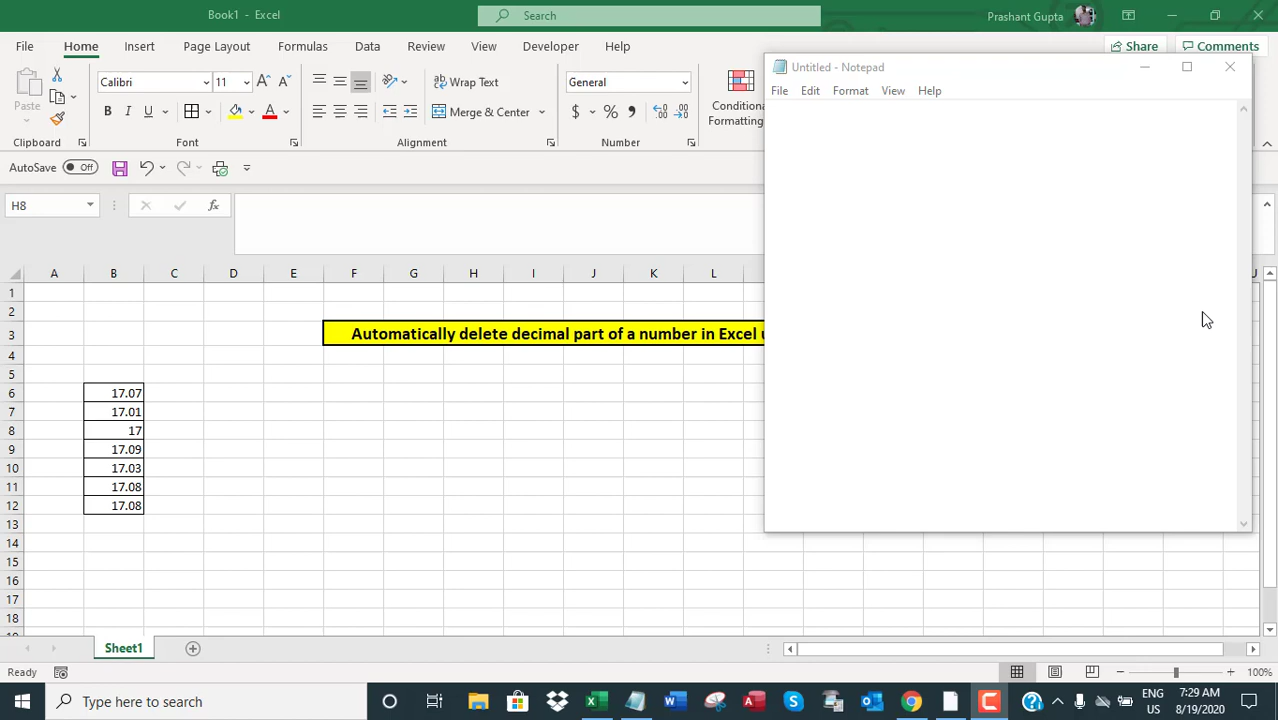 Book1 - Excel
Search
Prashant Gupta
File Home Insert Page Layout Formulas Data Review View Developer Help
Share Comments
Paste
Calibri 11
Wrap Text
Merge & Center
General
Conditional
Formatting
Clipboard Font Alignment Number
AutoSave Off
H8
Untitled - Notepad
File Edit Format View Help
A B C D E F G H I J K L U
1
2
3 Automatically delete decimal part of a number in Excel u
4
5
6 17.07
7 17.01
8 17
9 17.09
10 17.03
11 17.08
12 17.08
13
14
15
16
17
18
Sheet1
Ready
100%
Type here to search
ENG
US
7:29 AM
8/19/2020